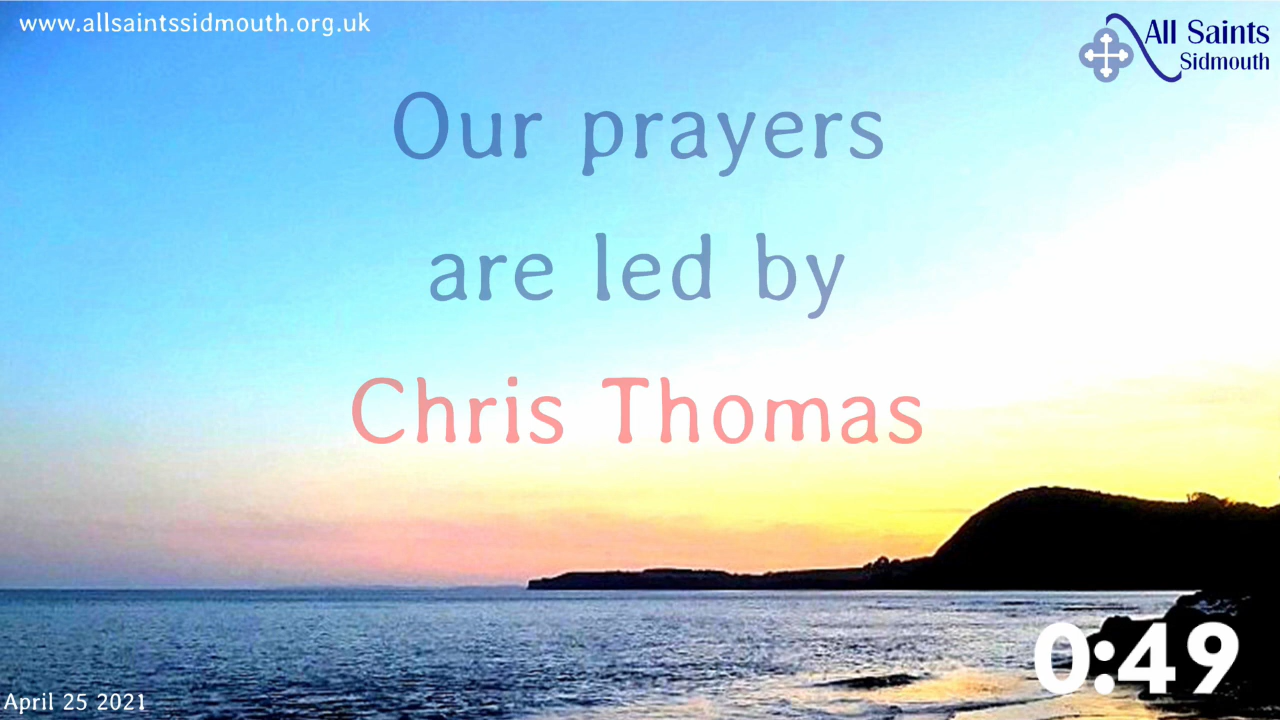 www.allsaintssidmouth.org.uk
All Saints
Sidmouth
Our prayers
are led by
Chris Thomas
0:49
April 25 2021